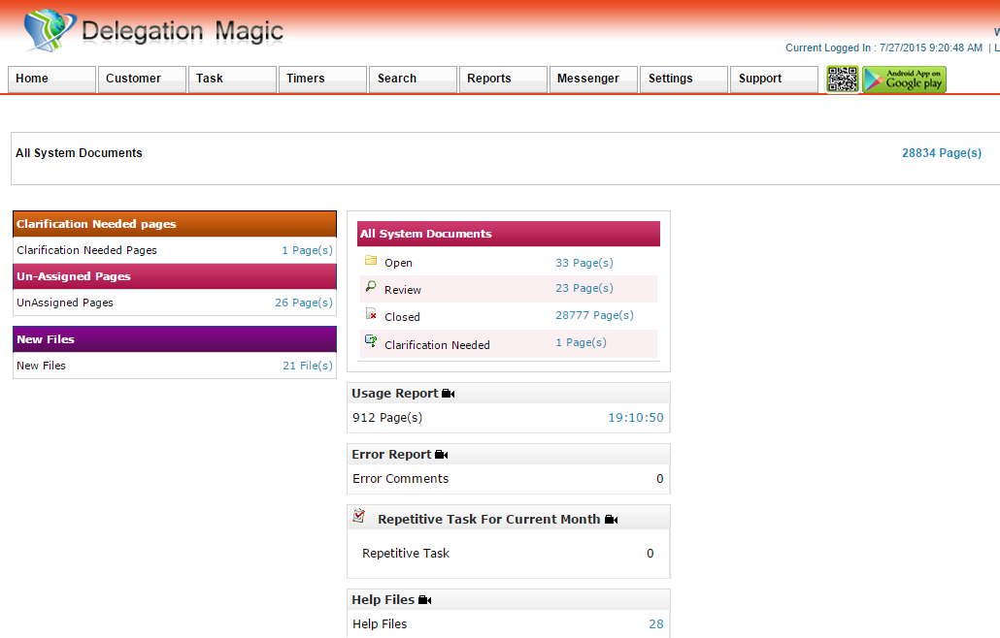 Delegation Magic
Current Logged In : 7/27/2015 9:20:48 AM |
Home Customer Task Timers Search Reports Messenger Settings Support Android App on Google play
All System Documents 28834 Page(s)
Clarification Needed pages
Clarification Needed Pages 1 Page(s)
Un-Assigned Pages
UnAssigned Pages 26 Page(s)
New Files
New Files 21 File(s)
All System Documents
Open 33 Page(s)
Review 23 Page(s)
Closed 28777 Page(s)
Clarification Needed 1 Page(s)
Usage Report
912 Page(s) 19:10:50
Error Report
Error Comments 0
Repetitive Task For Current Month
Repetitive Task 0
Help Files
Help Files 28